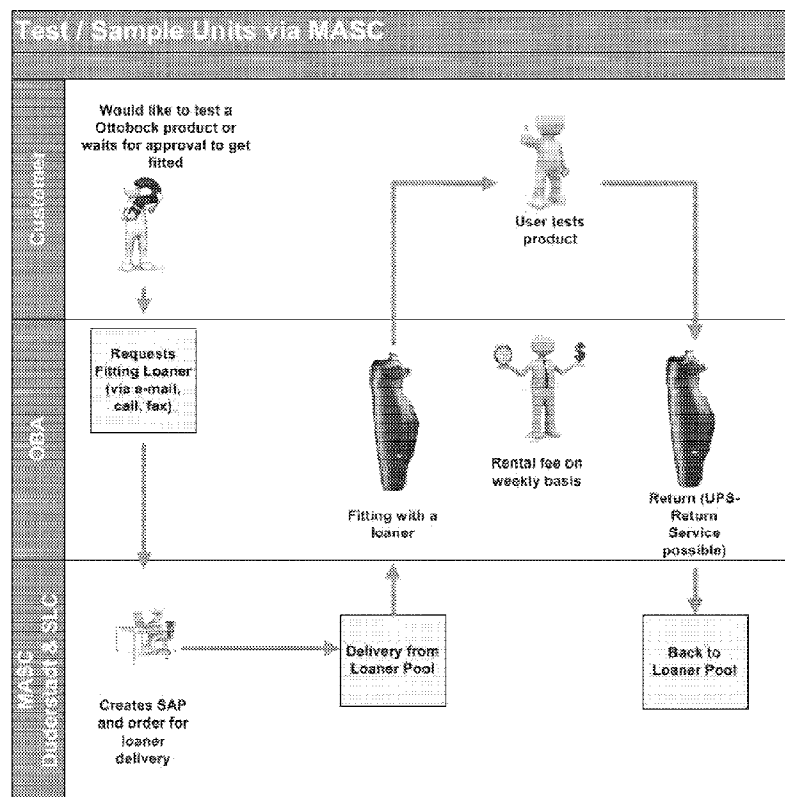 Test / Sample Units via MASC
Customer
Would like to test a
Ottobock product or
waits for approval to get
fitted
User tests
product
OBA
Requests
Fitting Loaner
(via e-mail,
call, fax)
Fitting with a
loaner
$
Rental fee on
weekly basis
Return (UPS-
Return
Service
possible)
MASC
Duderstadt & SLC
Creates SAP
and order for
loaner
delivery
Delivery from
Loaner Pool
Back to
Loaner Pool